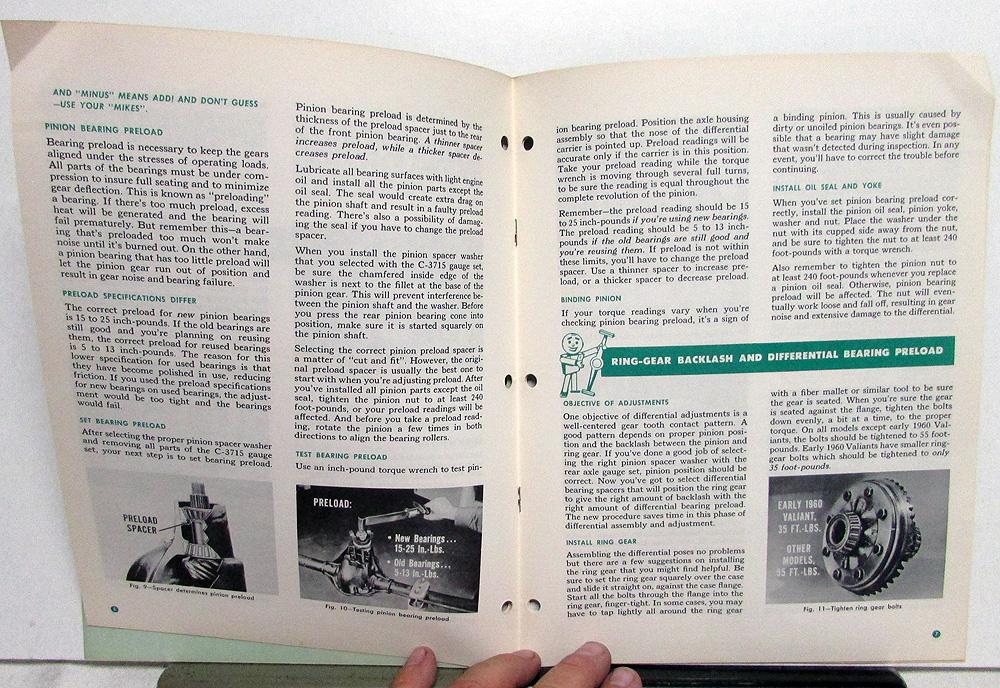 AND "MINUS" MEANS ADD! AND DON'T GUESS
—USE YOUR "MIKES".
PINION BEARING PRELOAD
Bearing preload is necessary to keep the gears
aligned under the stresses of operating loads.
All parts of the bearings must be under com-
pression to insure full seating and to minimize
gear deflection. This is known as "preloading"
a bearing. If there's too much preload, excess
heat will be generated and the bearing will
fail prematurely. But remember this—a bear-
ing that's preloaded too much won't make
noise until it's burned out. On the other hand,
a pinion bearing that has too little preload will
let the pinion gear run out of position and
result in gear noise and bearing failure.
PRELOAD SPECIFICATIONS DIFFER
The correct preload for new pinion bearings
is 15 to 25 inch-pounds. If the old bearings are
still good and you're planning on reusing
them, the correct preload for reused bearings
is 5 to 13 inch-pounds. The reason for this
lower specification for used bearings is that
they have become polished in use, reducing
friction. If you used the preload specifications
for new bearings on used bearings, the adjust-
ment would be too tight and the bearings
would fail.
SET BEARING PRELOAD
After selecting the proper pinion spacer washer
and removing all parts of the C-3715 gauge
set, your next step is to set bearing preload.
PRELOAD
SPACER
Fig. 9—Spacer determines pinion preload
6
Pinion bearing preload is determined by the
thickness of the preload spacer just to the rear
of the front pinion bearing. A thinner spacer
increases preload, while a thicker spacer de-
creases preload.
Lubricate all bearing surfaces with light engine
oil and install all the pinion parts except the
oil seal. The seal would create extra drag on
the pinion shaft and result in a faulty preload
reading. There's also a possibility of damag-
ing the seal if you have to change the preload
spacer.
When you install the pinion spacer washer
that you selected with the C-3715 gauge set,
be sure the chamfered inside edge of the
washer is next to the fillet at the base of the
pinion gear. This will prevent interference be-
tween the pinion shaft and the washer. Before
you press the rear pinion bearing cone into
position, make sure it is started squarely on
the pinion shaft.
Selecting the correct pinion preload spacer is
a matter of "cut and fit". However, the origi-
nal preload spacer is usually the best one to
start with when you're adjusting preload. After
you've installed all pinion parts except the oil
seal, tighten the pinion nut to at least 240
foot-pounds, or your preload readings will be
affected. And before you take a preload read-
ing, rotate the pinion a few times in both
directions to align the bearing rollers.
TEST BEARING PRELOAD
Use an inch-pound torque wrench to test pin-
PRELOAD:
• New Bearings...
15-25 In.-Lbs.
• Old Bearings...
5-13 In.-Lbs.
Fig. 10—Testing pinion bearing preload
ion bearing preload. Position the axle housing
assembly so that the nose of the differential
carrier is pointed up. Preload readings will be
accurate only if the carrier is in this position.
Take your preload reading while the torque
wrench is moving through several full turns,
to be sure the reading is equal throughout the
complete revolution of the pinion.
Remember—the preload reading should be 15
to 25 inch-pounds if you're using new bearings.
The preload reading should be 5 to 13 inch-
pounds if the old bearings are still good and
you're reusing them. If preload is not within
these limits, you'll have to change the preload
spacer. Use a thinner spacer to increase pre-
load, or a thicker spacer to decrease preload.
BINDING PINION
If your torque readings vary when you're
checking pinion bearing preload, it's a sign of
a binding pinion. This is usually caused by
dirty or unoiled pinion bearings. It's even pos-
sible that a bearing may have slight damage
that wasn't detected during inspection. In any
event, you'll have to correct the trouble before
continuing.
INSTALL OIL SEAL AND YOKE
When you've set pinion bearing preload cor-
rectly, install the pinion oil seal, pinion yoke,
washer and nut. Place the washer under the
nut with its cupped side away from the nut,
and be sure to tighten the nut to at least 240
foot-pounds with a torque wrench.
Also remember to tighten the pinion nut to
at least 240 foot-pounds whenever you replace
a pinion oil seal. Otherwise, pinion bearing
preload will be affected. The nut will even-
tually work loose and fall off, resulting in gear
noise and extensive damage to the differential.
RING-GEAR BACKLASH AND DIFFERENTIAL BEARING PRELOAD
OBJECTIVE OF ADJUSTMENTS
One objective of differential adjustments is a
well-centered gear tooth contact pattern. A
good pattern depends on proper pinion posi-
tion and the backlash between the pinion and
ring gear. If you've done a good job of select-
ing the right pinion spacer washer with the
rear axle gauge set, pinion position should be
correct. Now you've got to select differential
bearing spacers that will position the ring gear
to give the right amount of backlash with the
right amount of differential bearing preload.
The new procedure saves time in this phase of
differential assembly and adjustment.
INSTALL RING GEAR
Assembling the differential poses no problems
but there are a few suggestions on installing
the ring gear that you might find helpful. Be
sure to set the ring gear squarely over the case
and slide it straight on, against the case flange.
Start all the bolts through the flange into the
ring gear, finger-tight. In some cases, you may
have to tap lightly all around the ring gear
with a fiber mallet or similar tool to be sure
the gear is seated. When you're sure the gear
is seated against the flange, tighten the bolts
down evenly, a bit at a time, to the proper
torque. On all models except early 1960 Val-
iants, the bolts should be tightened to 55 foot-
pounds. Early 1960 Valiants have smaller ring-
gear bolts which should be tightened to only
35 foot-pounds.
EARLY 1960
VALIANT,
35 FT.-LBS.
OTHER
MODELS,
55 FT.-LBS.
Fig. 11—Tighten ring gear bolts
7